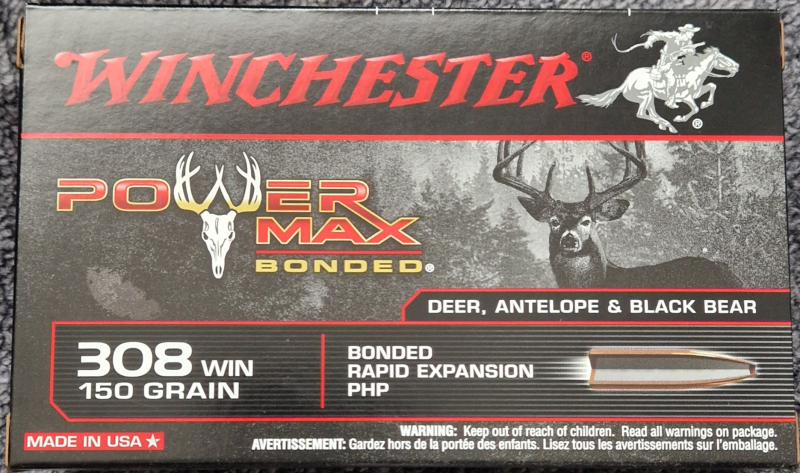 WINCHESTER®
®
POWER
MAX
BONDED®
DEER, ANTELOPE & BLACK BEAR
308 WIN
150 GRAIN
BONDED
RAPID EXPANSION
PHP
MADE IN USA★
WARNING: Keep out of reach of children. Read all warnings on package.
AVERTISSEMENT: Gardez hors de la portée des enfants. Lisez tous les avertissements sur l'emballage.